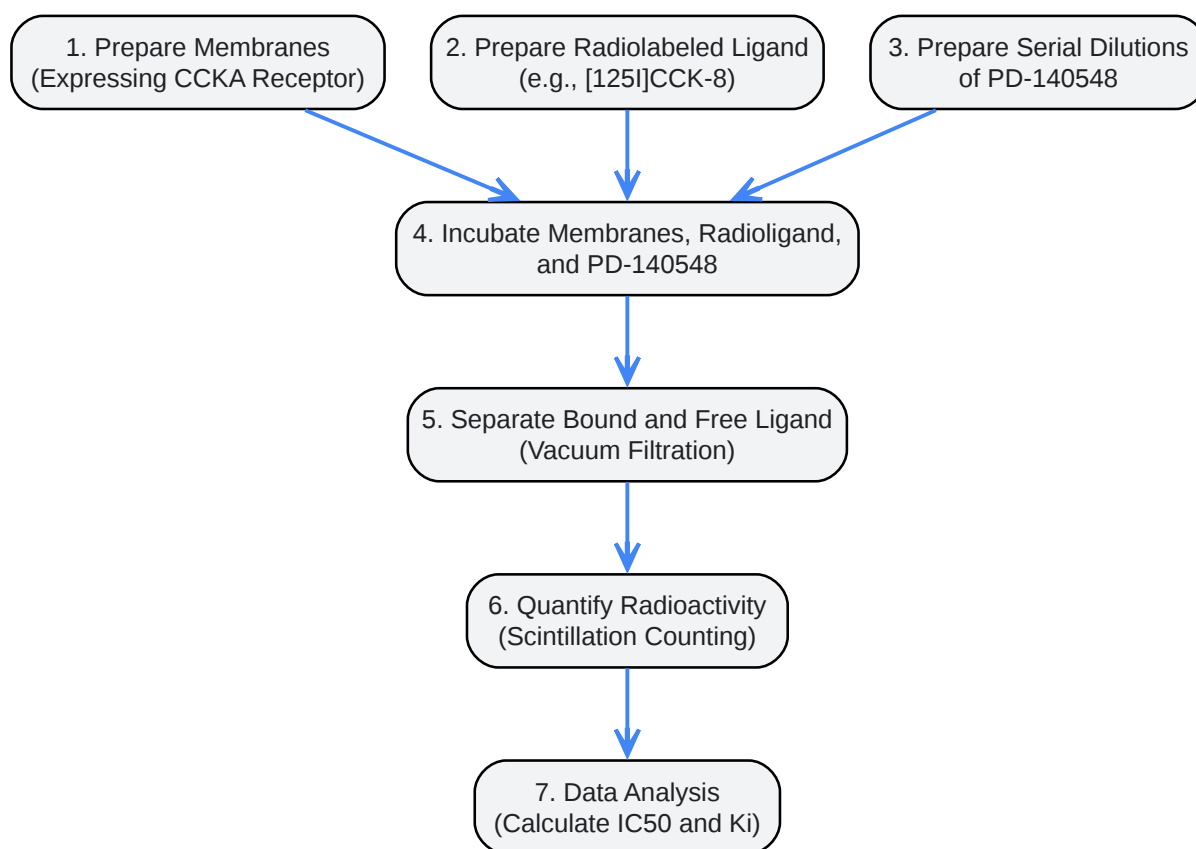 1. Prepare Membranes
(Expressing CCKA Receptor)
2. Prepare Radiolabeled Ligand
(e.g., [125I]CCK-8)
3. Prepare Serial Dilutions
of PD-140548
4. Incubate Membranes, Radioligand,
and PD-140548
5. Separate Bound and Free Ligand
(Vacuum Filtration)
6. Quantify Radioactivity
(Scintillation Counting)
7. Data Analysis
(Calculate IC50 and Ki)